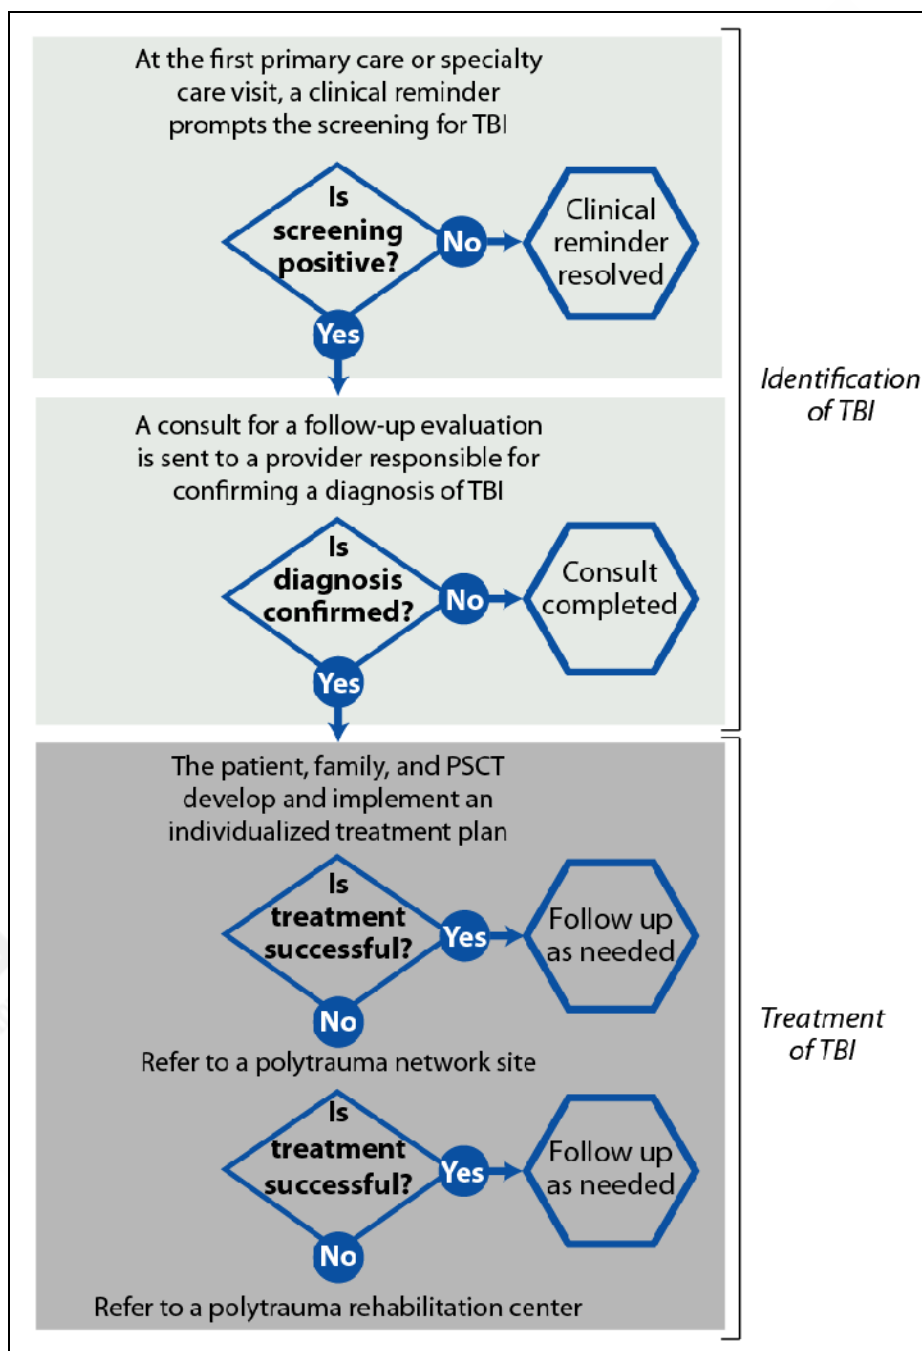 At the first primary care or specialty
care visit, a clinical reminder
prompts the screening for TBI
Is
screening
positive?
No
Clinical
reminder
resolved
Yes
Identification
of TBI
A consult for a follow-up evaluation
is sent to a provider responsible for
confirming a diagnosis of TBI
Is
diagnosis
confirmed?
No
Consult
completed
Yes
The patient, family, and PSCT
develop and implement an
individualized treatment plan
Is
treatment
successful?
Yes
Follow up
as needed
No
Refer to a polytrauma network site
Treatment
of TBI
Is
treatment
successful?
Yes
Follow up
as needed
No
Refer to a polytrauma rehabilitation center